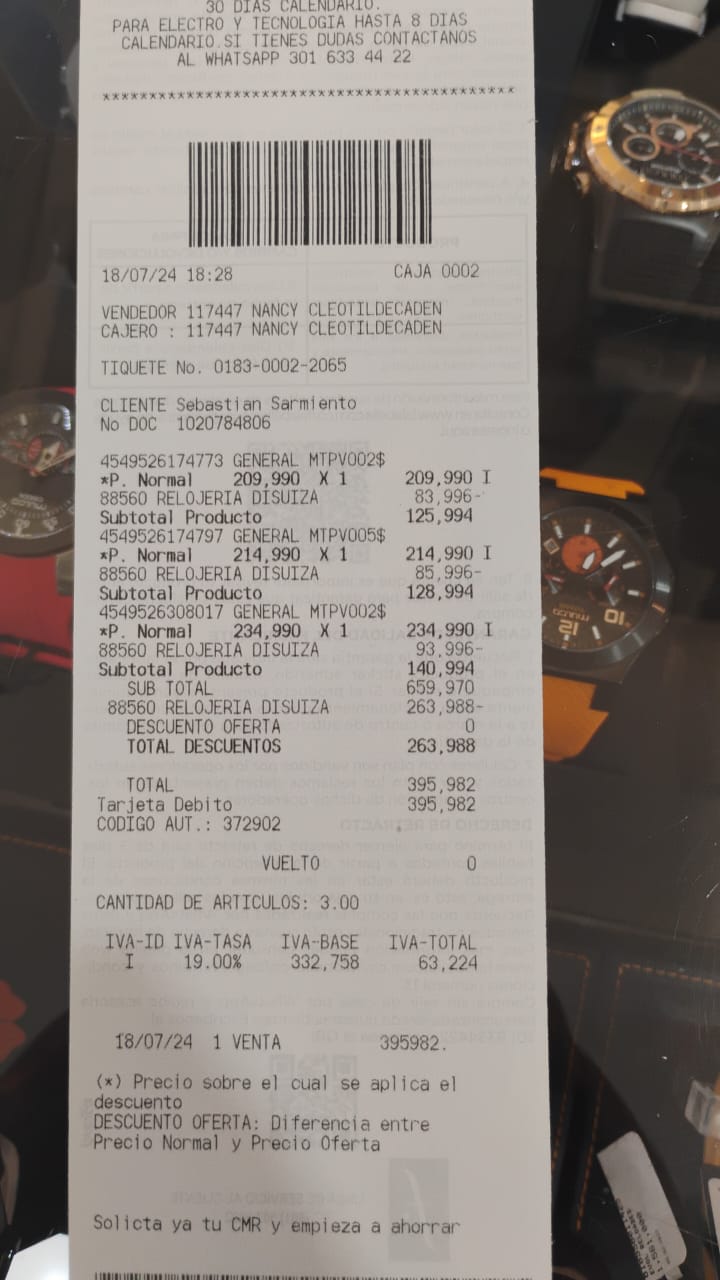 30 DIAS CALENDARIO.
PARA ELECTRO Y TECNOLOGIA HASTA 8 DIAS
CALENDARIO.SI TIENES DUDAS CONTACTANOS
AL WHATSAPP 301 633 44 22
********************************************
18/07/24 18:28 CAJA 0002
VENDEDOR 117447 NANCY CLEOTILDECADEN
CAJERO : 117447 NANCY CLEOTILDECADEN
TIQUETE No. 0183-0002-2065
CLIENTE Sebastian Sarmiento
No DOC 1020784806
4549526174773 GENERAL MTPV002$
*P. Normal 209,990 X 1 209,990 I
88560 RELOJERIA DISUIZA 83,996-
Subtotal Producto 125,994
4549526174797 GENERAL MTPV005$
*P. Normal 214,990 X 1 214,990 I
88560 RELOJERIA DISUIZA 85,996-
Subtotal Producto 128,994
4549526308017 GENERAL MTPV002$
*P. Normal 234,990 X 1 234,990 I
88560 RELOJERIA DISUIZA 93,996-
Subtotal Producto 140,994
SUB TOTAL 659,970
88560 RELOJERIA DISUIZA 263,988-
DESCUENTO OFERTA 0
TOTAL DESCUENTOS 263,988
TOTAL 395,982
Tarjeta Debito 395,982
CODIGO AUT.: 372902
VUELTO 0
CANTIDAD DE ARTICULOS: 3.00
IVA-ID IVA-TASA IVA-BASE IVA-TOTAL
I 19.00% 332,758 63,224
18/07/24 1 VENTA 395982.
(*) Precio sobre el cual se aplica el
descuento
DESCUENTO OFERTA: Diferencia entre
Precio Normal y Precio Oferta
Solicta ya tu CMR y empieza a ahorrar